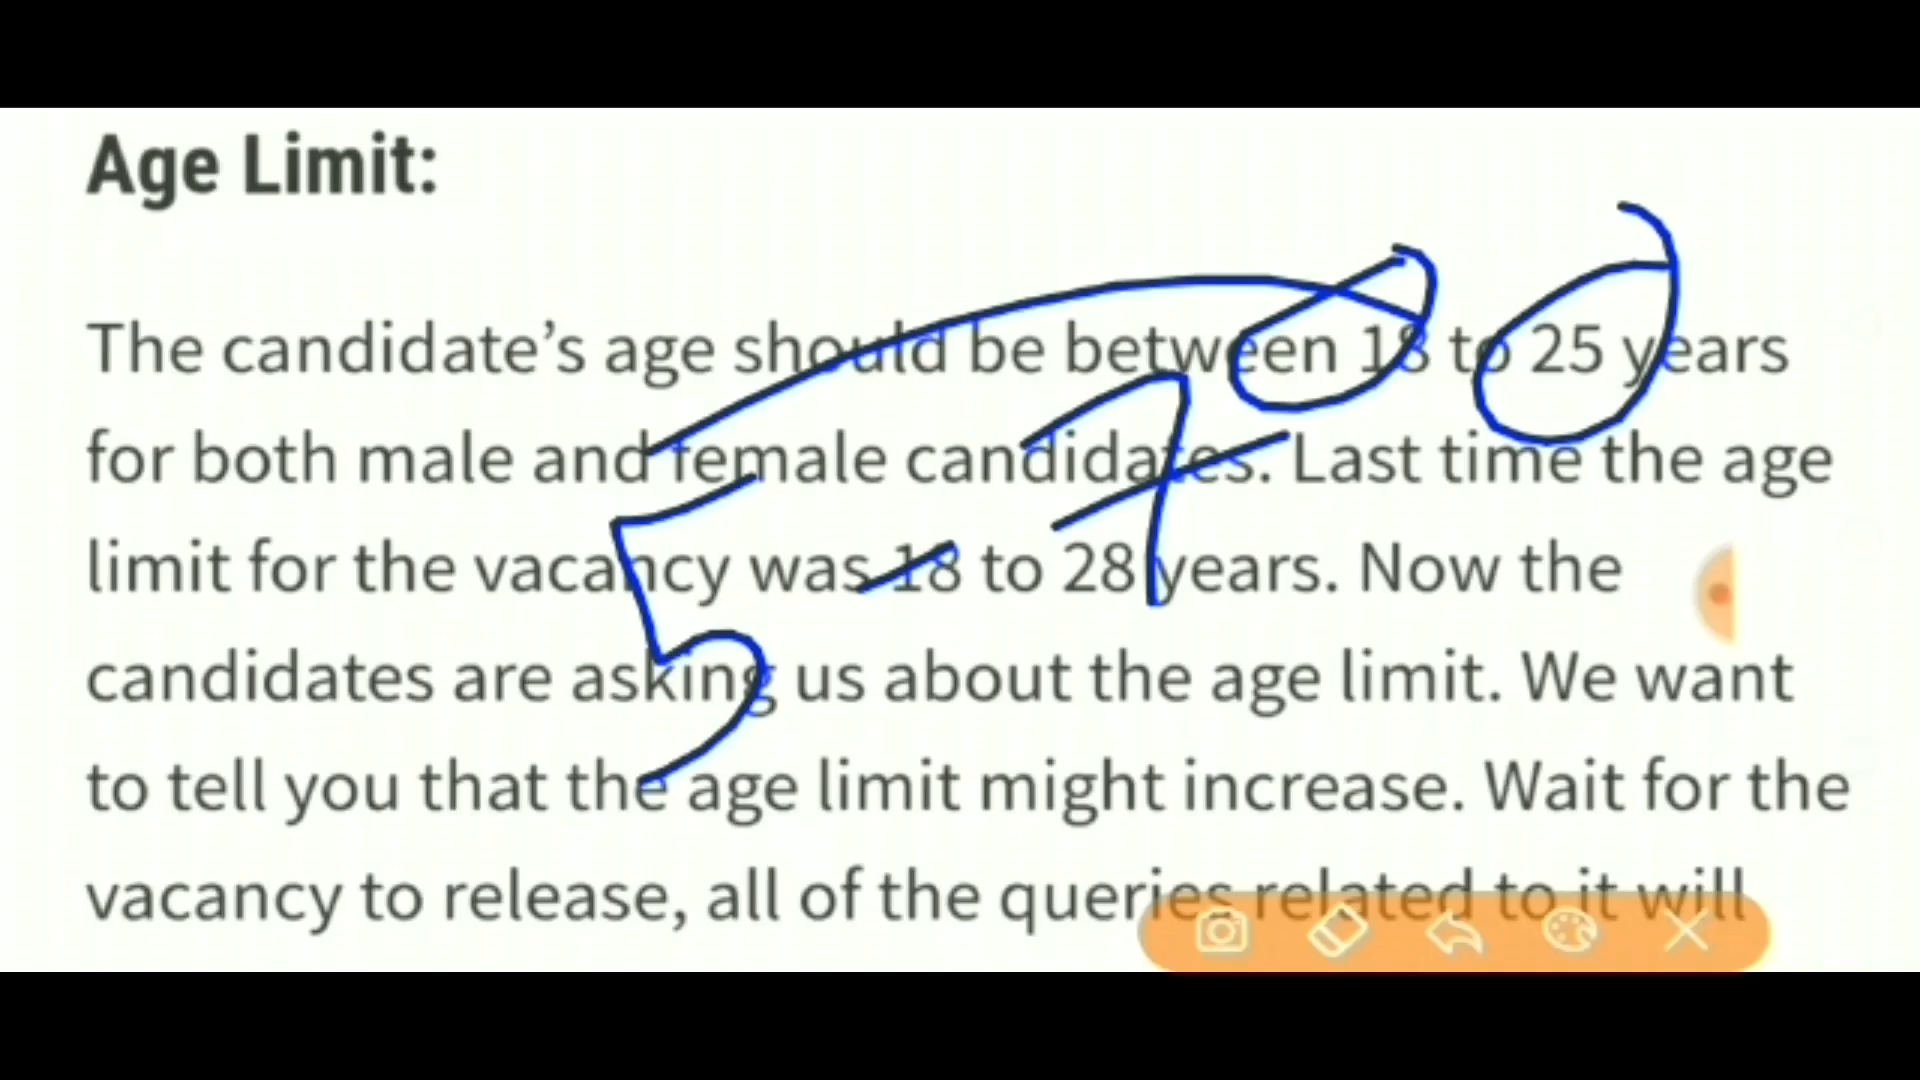 Age Limit:
The candidate’s age should be between 18 to 25 years
for both male and female candidates. Last time the age
limit for the vacancy was 18 to 28 years. Now the
candidates are asking us about the age limit. We want
to tell you that the age limit might increase. Wait for the
vacancy to release, all of the queries related to it will
5 - 7